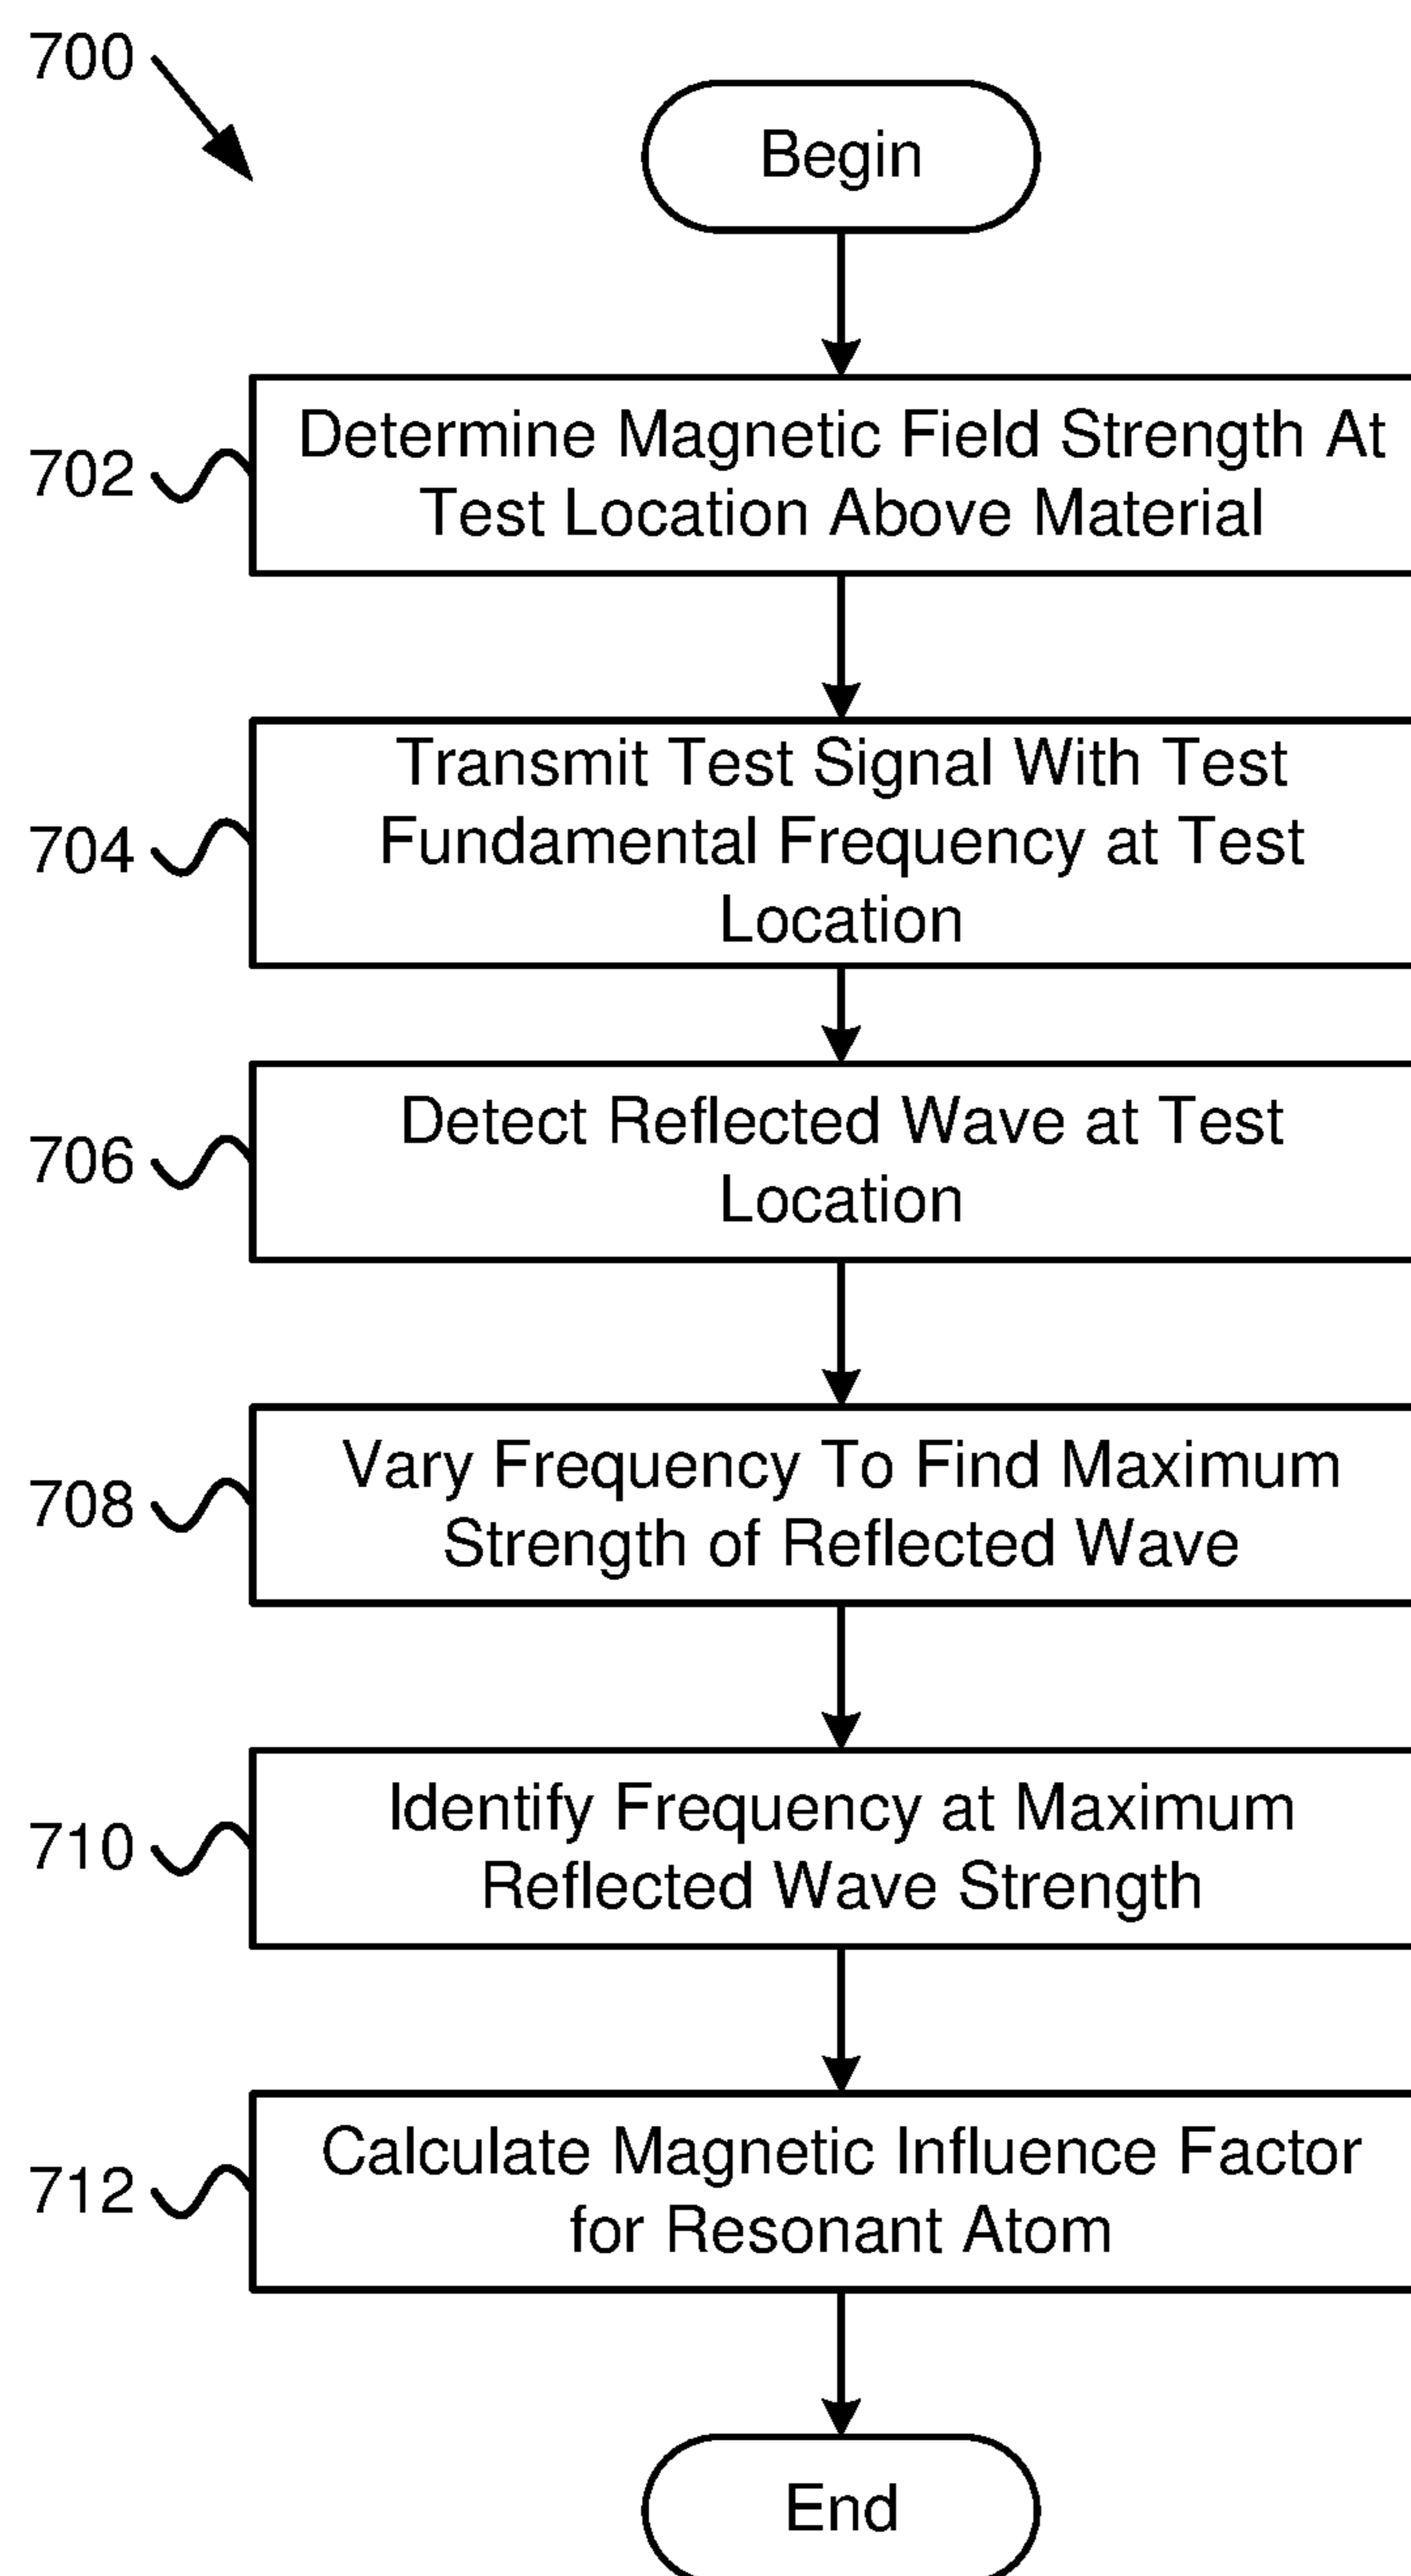 700
Begin
702
Determine Magnetic Field Strength At
Test Location Above Material
704
Transmit Test Signal With Test
Fundamental Frequency at Test
Location
706
Detect Reflected Wave at Test
Location
708
Vary Frequency To Find Maximum
Strength of Reflected Wave
710
Identify Frequency at Maximum
Reflected Wave Strength
712
Calculate Magnetic Influence Factor
for Resonant Atom
End